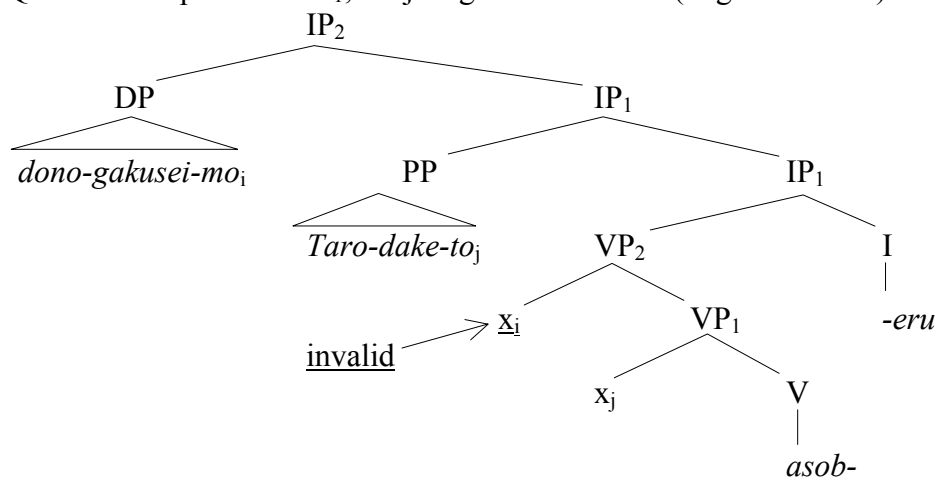 IP₂
DP IP₁
dono-gakusei-moᵢ PP IP₁
Taro-dake-toⱼ VP₂ I
xᵢ VP₁ -eru
invalid
xⱼ V
asob-